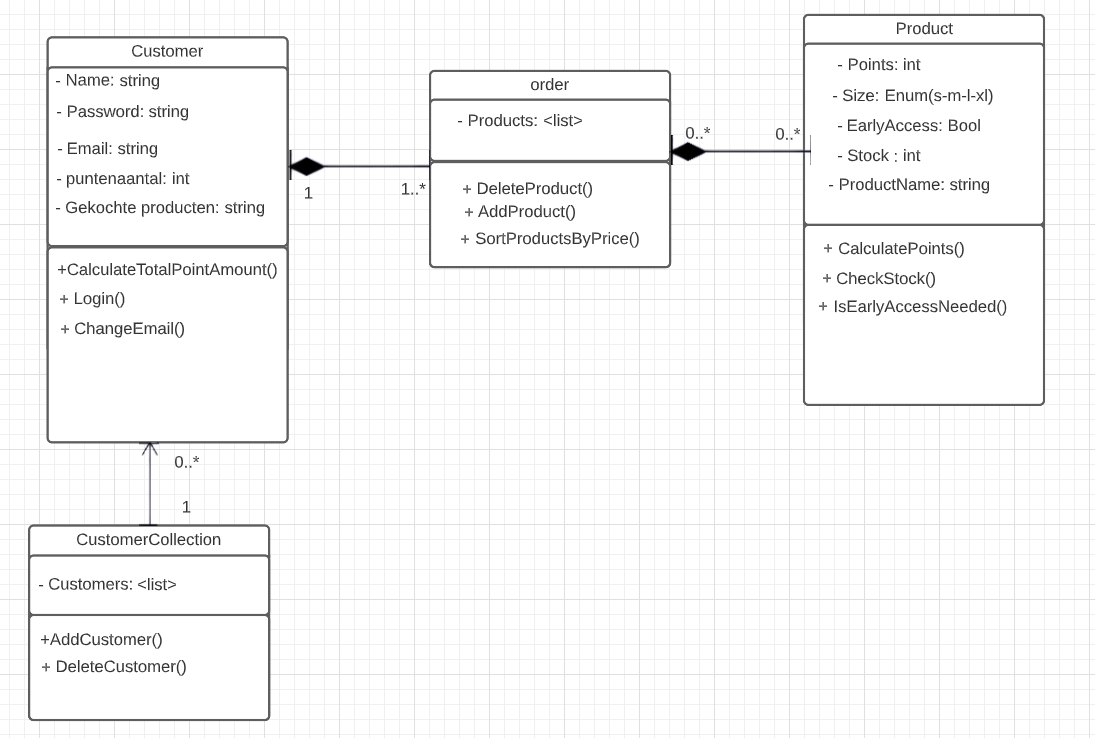 Customer
- Name: string
- Password: string
- Email: string
- puntenaantal: int
- Gekochte producten: string
+CalculateTotalPointAmount()
+ Login()
+ ChangeEmail()
1
1..*
order
- Products: <list>
+ DeleteProduct()
+ AddProduct()
+ SortProductsByPrice()
0..*
0..*
Product
- Points: int
- Size: Enum(s-m-l-xl)
- EarlyAccess: Bool
- Stock : int
- ProductName: string
+ CalculatePoints()
+ CheckStock()
+ IsEarlyAccessNeeded()
0..*
1
CustomerCollection
- Customers: <list>
+AddCustomer()
+ DeleteCustomer()